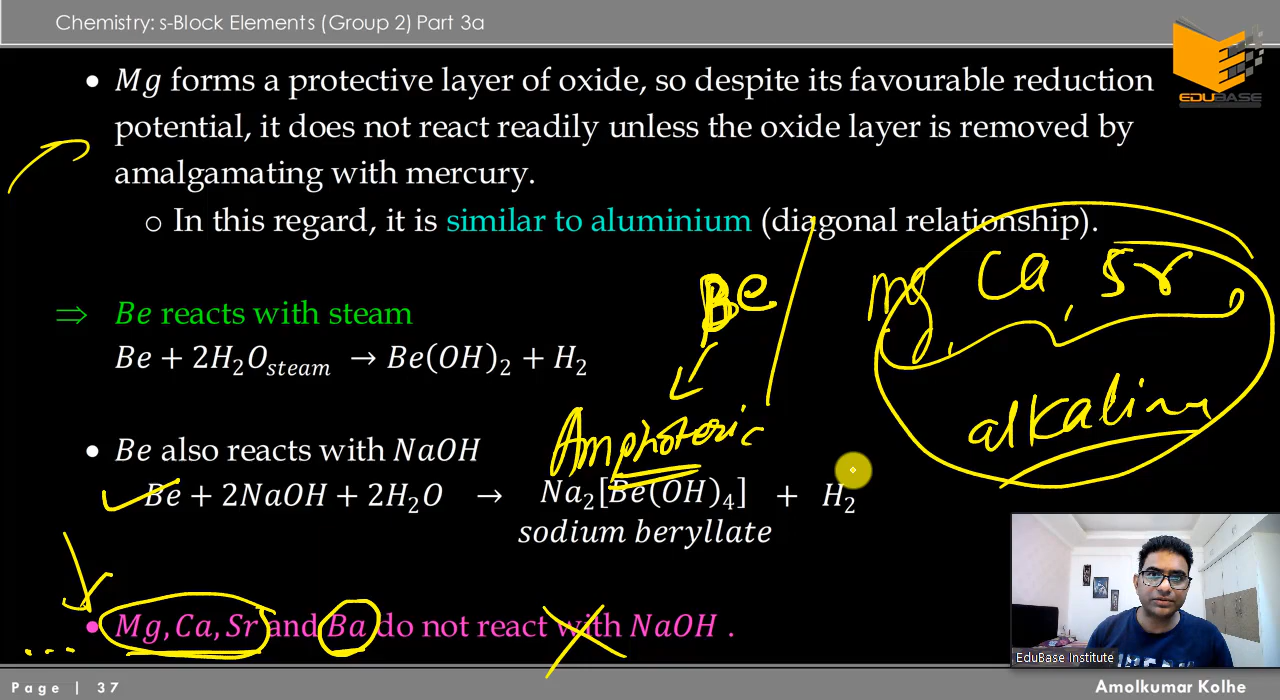 Chemistry: s-Block Elements (Group 2) Part 3a
EDUBASE
• Mg forms a protective layer of oxide, so despite its favourable reduction
potential, it does not react readily unless the oxide layer is removed by
amalgamating with mercury.
o In this regard, it is similar to aluminium (diagonal relationship).
Be
Mg, Ca, Sr,
⇒ Be reacts with steam
Be + 2H₂O_steam → Be(OH)₂ + H₂
alkaline
Amphoteric
• Be also reacts with NaOH
Be + 2NaOH + 2H₂O → Na₂[Be(OH)₄] + H₂
sodium beryllate
• Mg, Ca, Sr and Ba do not react with NaOH .
...
EduBase Institute
Page | 37
Amolkumar Kolhe